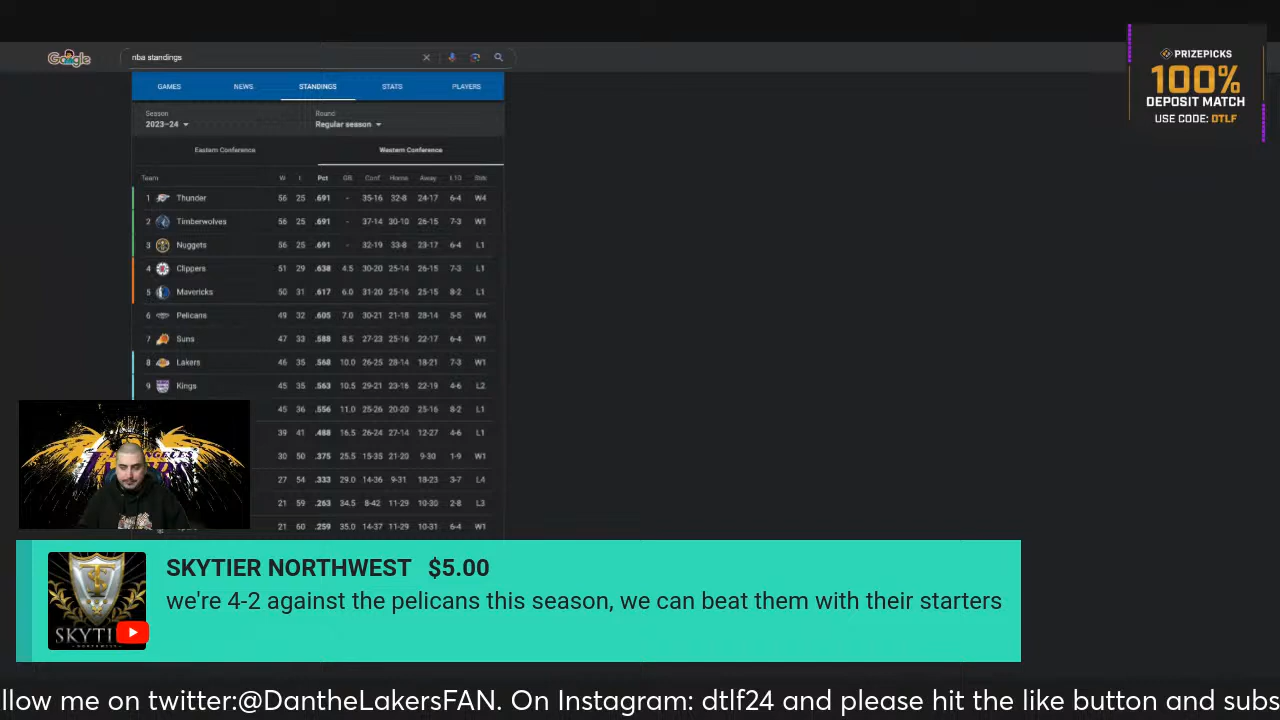 Google
nba standings
PRIZEPICKS
100%
DEPOSIT MATCH
USE CODE: DTLF
GAMES NEWS STANDINGS STATS PLAYERS
Season Round
2023–24 Regular season
Eastern Conference Western Conference
Team W L Pct GB Conf Home Away L10 Strk
1 Thunder 56 25 .691 - 35-16 32-8 24-17 6-4 W4
2 Timberwolves 56 25 .691 - 37-14 30-10 26-15 7-3 W1
3 Nuggets 56 25 .691 - 32-19 33-8 23-17 6-4 L1
4 Clippers 51 29 .638 4.5 30-20 25-14 26-15 7-3 L1
5 Mavericks 50 31 .617 6.0 31-20 25-16 25-15 8-2 L1
6 Pelicans 49 32 .605 7.0 30-21 21-18 28-14 5-5 W4
7 Suns 47 33 .588 8.5 27-23 25-16 22-17 6-4 W1
8 Lakers 46 35 .568 10.0 26-25 28-14 18-21 7-3 W1
9 Kings 45 35 .563 10.5 29-21 23-16 22-19 4-6 L2
45 36 .556 11.0 25-26 20-20 25-16 8-2 L1
39 41 .488 16.5 26-24 27-14 12-27 4-6 L1
30 50 .375 25.5 15-35 21-20 9-30 1-9 W1
27 54 .333 29.0 14-36 9-31 18-23 3-7 L4
21 59 .263 34.5 8-42 11-29 10-30 2-8 L3
21 60 .259 35.0 14-37 11-29 10-31 6-4 W1
SKYTIER NORTHWEST $5.00
we're 4-2 against the pelicans this season, we can beat them with their starters
llow me on twitter:@DantheLakersFAN. On Instagram: dtlf24 and please hit the like button and subs